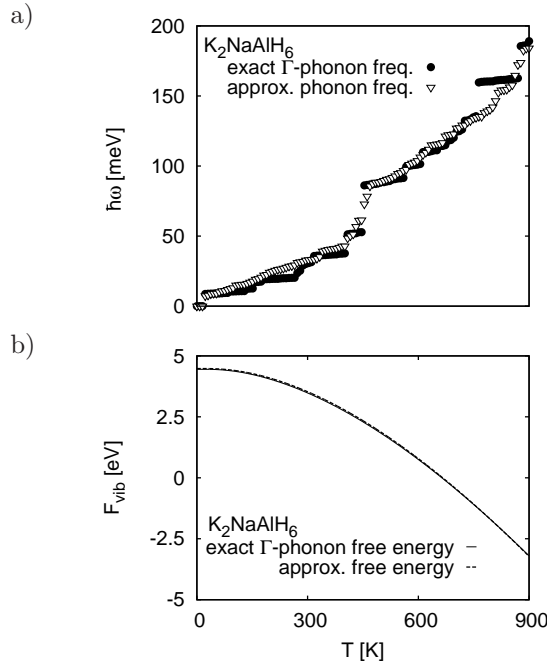 a)
200
150
100
50
0
ħω [meV]
K₂NaAlH₆
exact Γ-phonon freq.
approx. phonon freq.
b)
5
2.5
0
-2.5
-5
F_vib [eV]
K₂NaAlH₆
exact Γ-phonon free energy
approx. free energy
0
300
600
900
T [K]